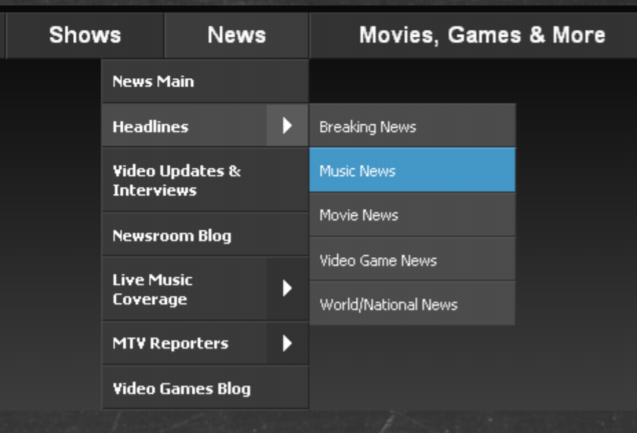 Shows
News
Movies, Games & More
News Main
Headlines
Breaking News
Music News
Movie News
Video Game News
World/National News
Video Updates &
Interviews
Newsroom Blog
Live Music
Coverage
MTV Reporters
Video Games Blog